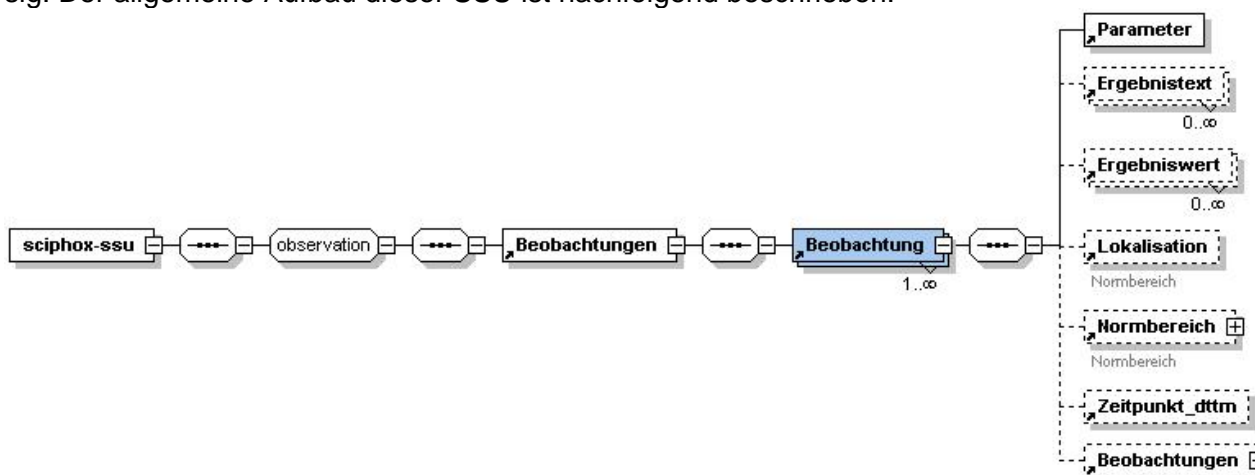 sig. Der allgemeine Aufbau dieser SSU ist nachfolgend beschrieben.
Parameter
Ergebnistext
0..∞
Ergebniswert
0..∞
sciphox-ssu
observation
Beobachtungen
Beobachtung
1..∞
Lokalisation
Normbereich
Normbereich
Normbereich
Zeitpunkt_dttm
Beobachtungen